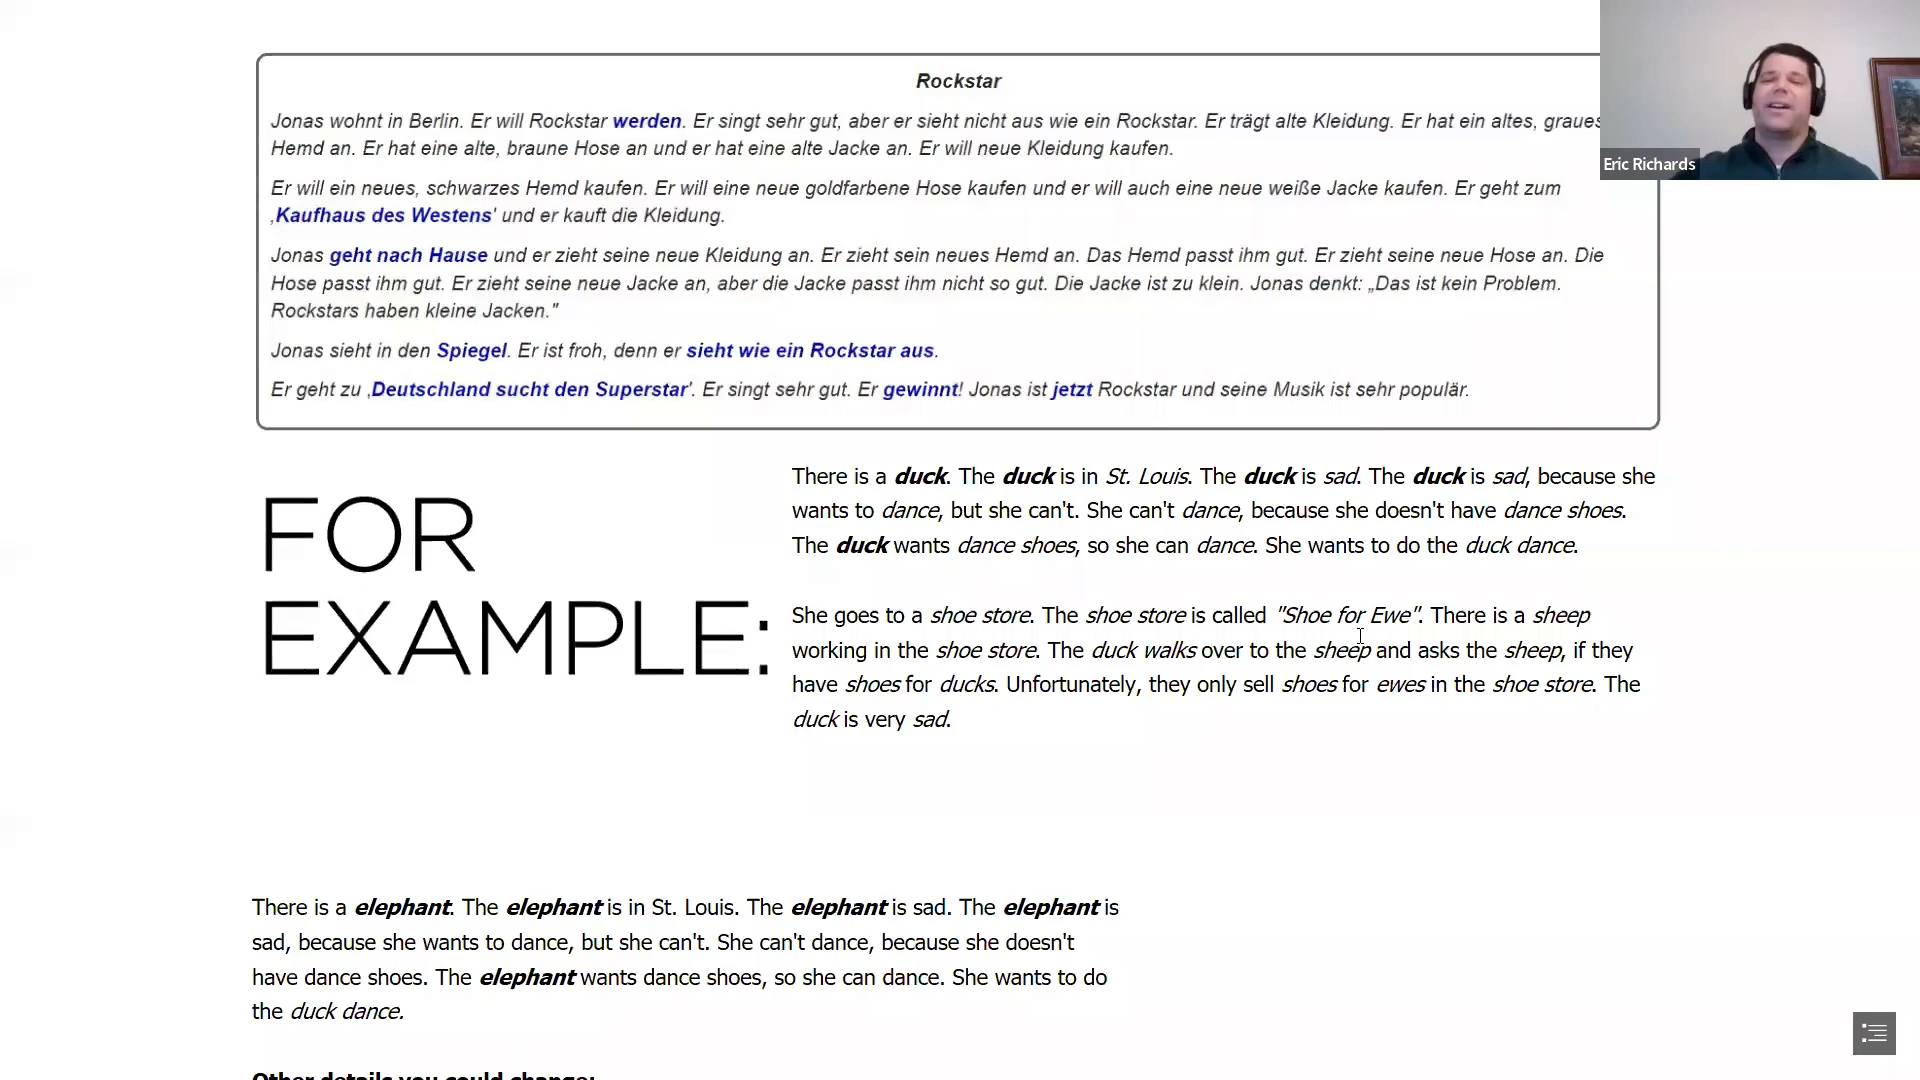 Rockstar
Jonas wohnt in Berlin. Er will Rockstar werden. Er singt sehr gut, aber er sieht nicht aus wie ein Rockstar. Er trägt alte Kleidung. Er hat ein altes, graues
Hemd an. Er hat eine alte, braune Hose an und er hat eine alte Jacke an. Er will neue Kleidung kaufen.
Er will ein neues, schwarzes Hemd kaufen. Er will eine neue goldfarbene Hose kaufen und er will auch eine neue weiße Jacke kaufen. Er geht zum
‚Kaufhaus des Westens' und er kauft die Kleidung.
Jonas geht nach Hause und er zieht seine neue Kleidung an. Er zieht sein neues Hemd an. Das Hemd passt ihm gut. Er zieht seine neue Hose an. Die
Hose passt ihm gut. Er zieht seine neue Jacke an, aber die Jacke passt ihm nicht so gut. Die Jacke ist zu klein. Jonas denkt: „Das ist kein Problem.
Rockstars haben kleine Jacken."
Jonas sieht in den Spiegel. Er ist froh, denn er sieht wie ein Rockstar aus.
Er geht zu ‚Deutschland sucht den Superstar'. Er singt sehr gut. Er gewinnt! Jonas ist jetzt Rockstar und seine Musik ist sehr populär.
Eric Richards
FOR
EXAMPLE:
There is a duck. The duck is in St. Louis. The duck is sad. The duck is sad, because she
wants to dance, but she can't. She can't dance, because she doesn't have dance shoes.
The duck wants dance shoes, so she can dance. She wants to do the duck dance.
She goes to a shoe store. The shoe store is called "Shoe for Ewe". There is a sheep
working in the shoe store. The duck walks over to the sheep and asks the sheep, if they
have shoes for ducks. Unfortunately, they only sell shoes for ewes in the shoe store. The
duck is very sad.
There is a elephant. The elephant is in St. Louis. The elephant is sad. The elephant is
sad, because she wants to dance, but she can't. She can't dance, because she doesn't
have dance shoes. The elephant wants dance shoes, so she can dance. She wants to do
the duck dance.
Other details you could change: